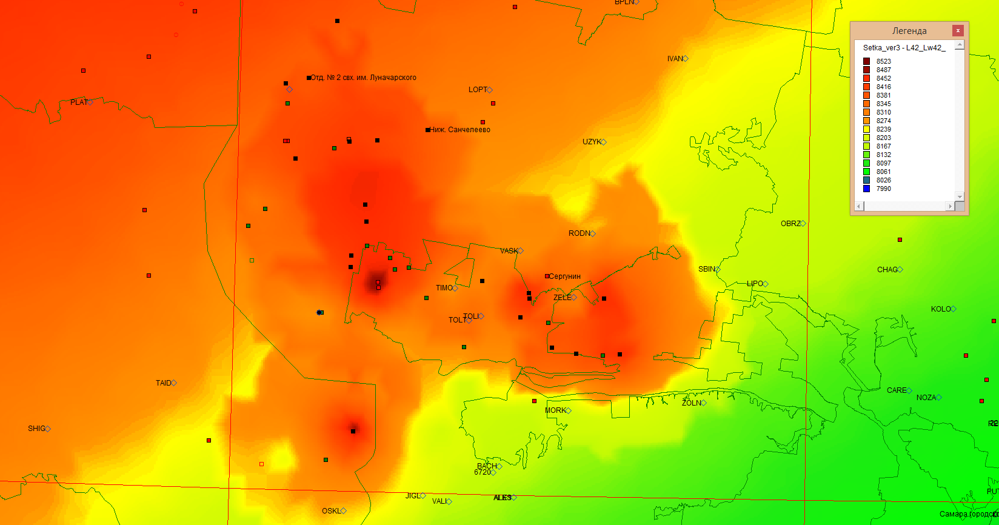 BPLN
Легенда
Setka_ver3 - L42_Lw42_
8523
8487
8452
8416
8381
8345
8310
8274
8239
8203
8167
8132
8097
8061
8026
7990
IVAN
Отд. № 2 свх. им. Луначарского
LOPT
PLAT
Ниж. Санчелеево
UZYK
OBRZ
RODN
VASK
SBIN
CHAG
Сергунин
LIPO
TIMO
ZELE
KOLO
TOLI
TOLT
TAID
CARE
NOZA
ZOLN
MORK
SHIG
BACH
6720
JIGL
VALI
ALES
OSKL
PUT
Самара городск